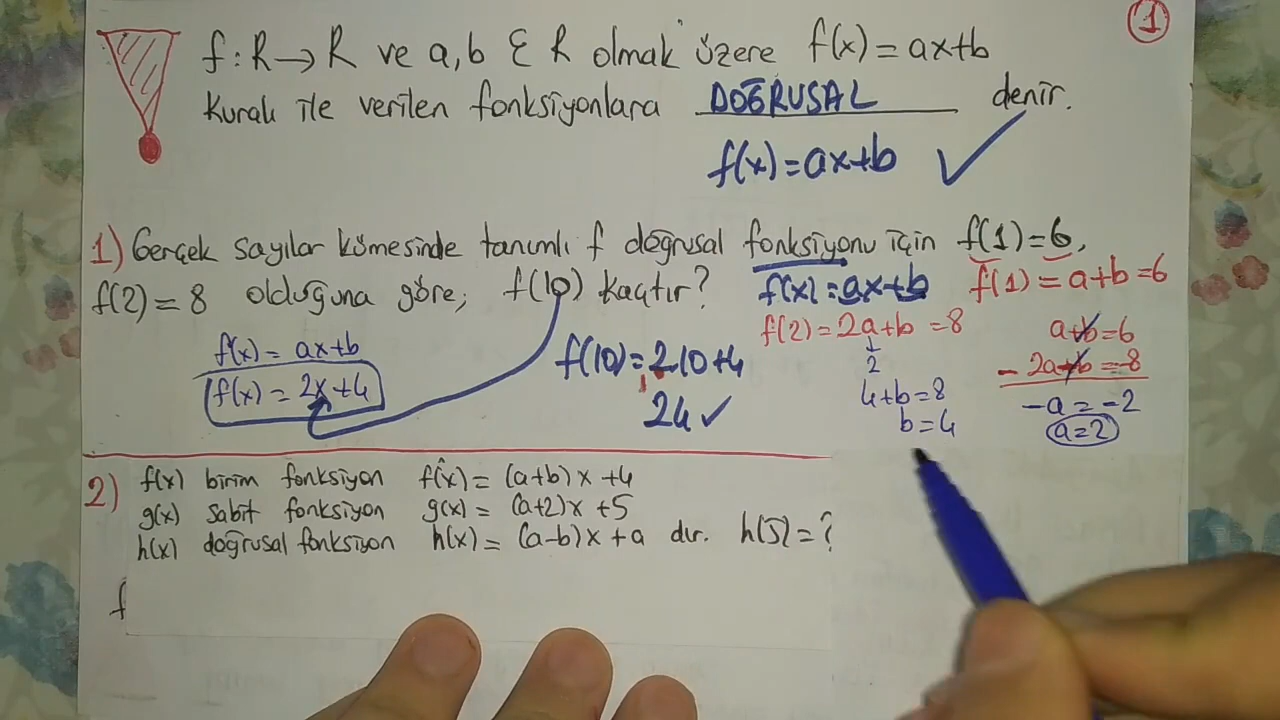 1
f : R → R ve a, b ∈ R olmak üzere f(x) = ax+b
kuralı ile verilen fonksiyonlara DOĞRUSAL denir.
f(x) = ax+b ✓
1) Gerçek sayılar kümesinde tanımlı f doğrusal fonksiyonu için f(1) = 6,
f(2) = 8 olduğuna göre, f(10) kaçtır?
f(x) = ax+b
f(x) = 2x+4
f(10) = 2.10+4
24 ✓
f(x) = ax+b
f(1) = a+b = 6
f(2) = 2a+b = 8
2
4+b = 8
b = 4
a+b = 6
- 2a+b = -8
-a = -2
a = 2
2) f(x) birim fonksiyon f(x) = (a+b)x +4
g(x) sabit fonksiyon g(x) = (a+2)x +5
h(x) doğrusal fonksiyon h(x) = (a-b)x + a dır. h(5) = ?
f